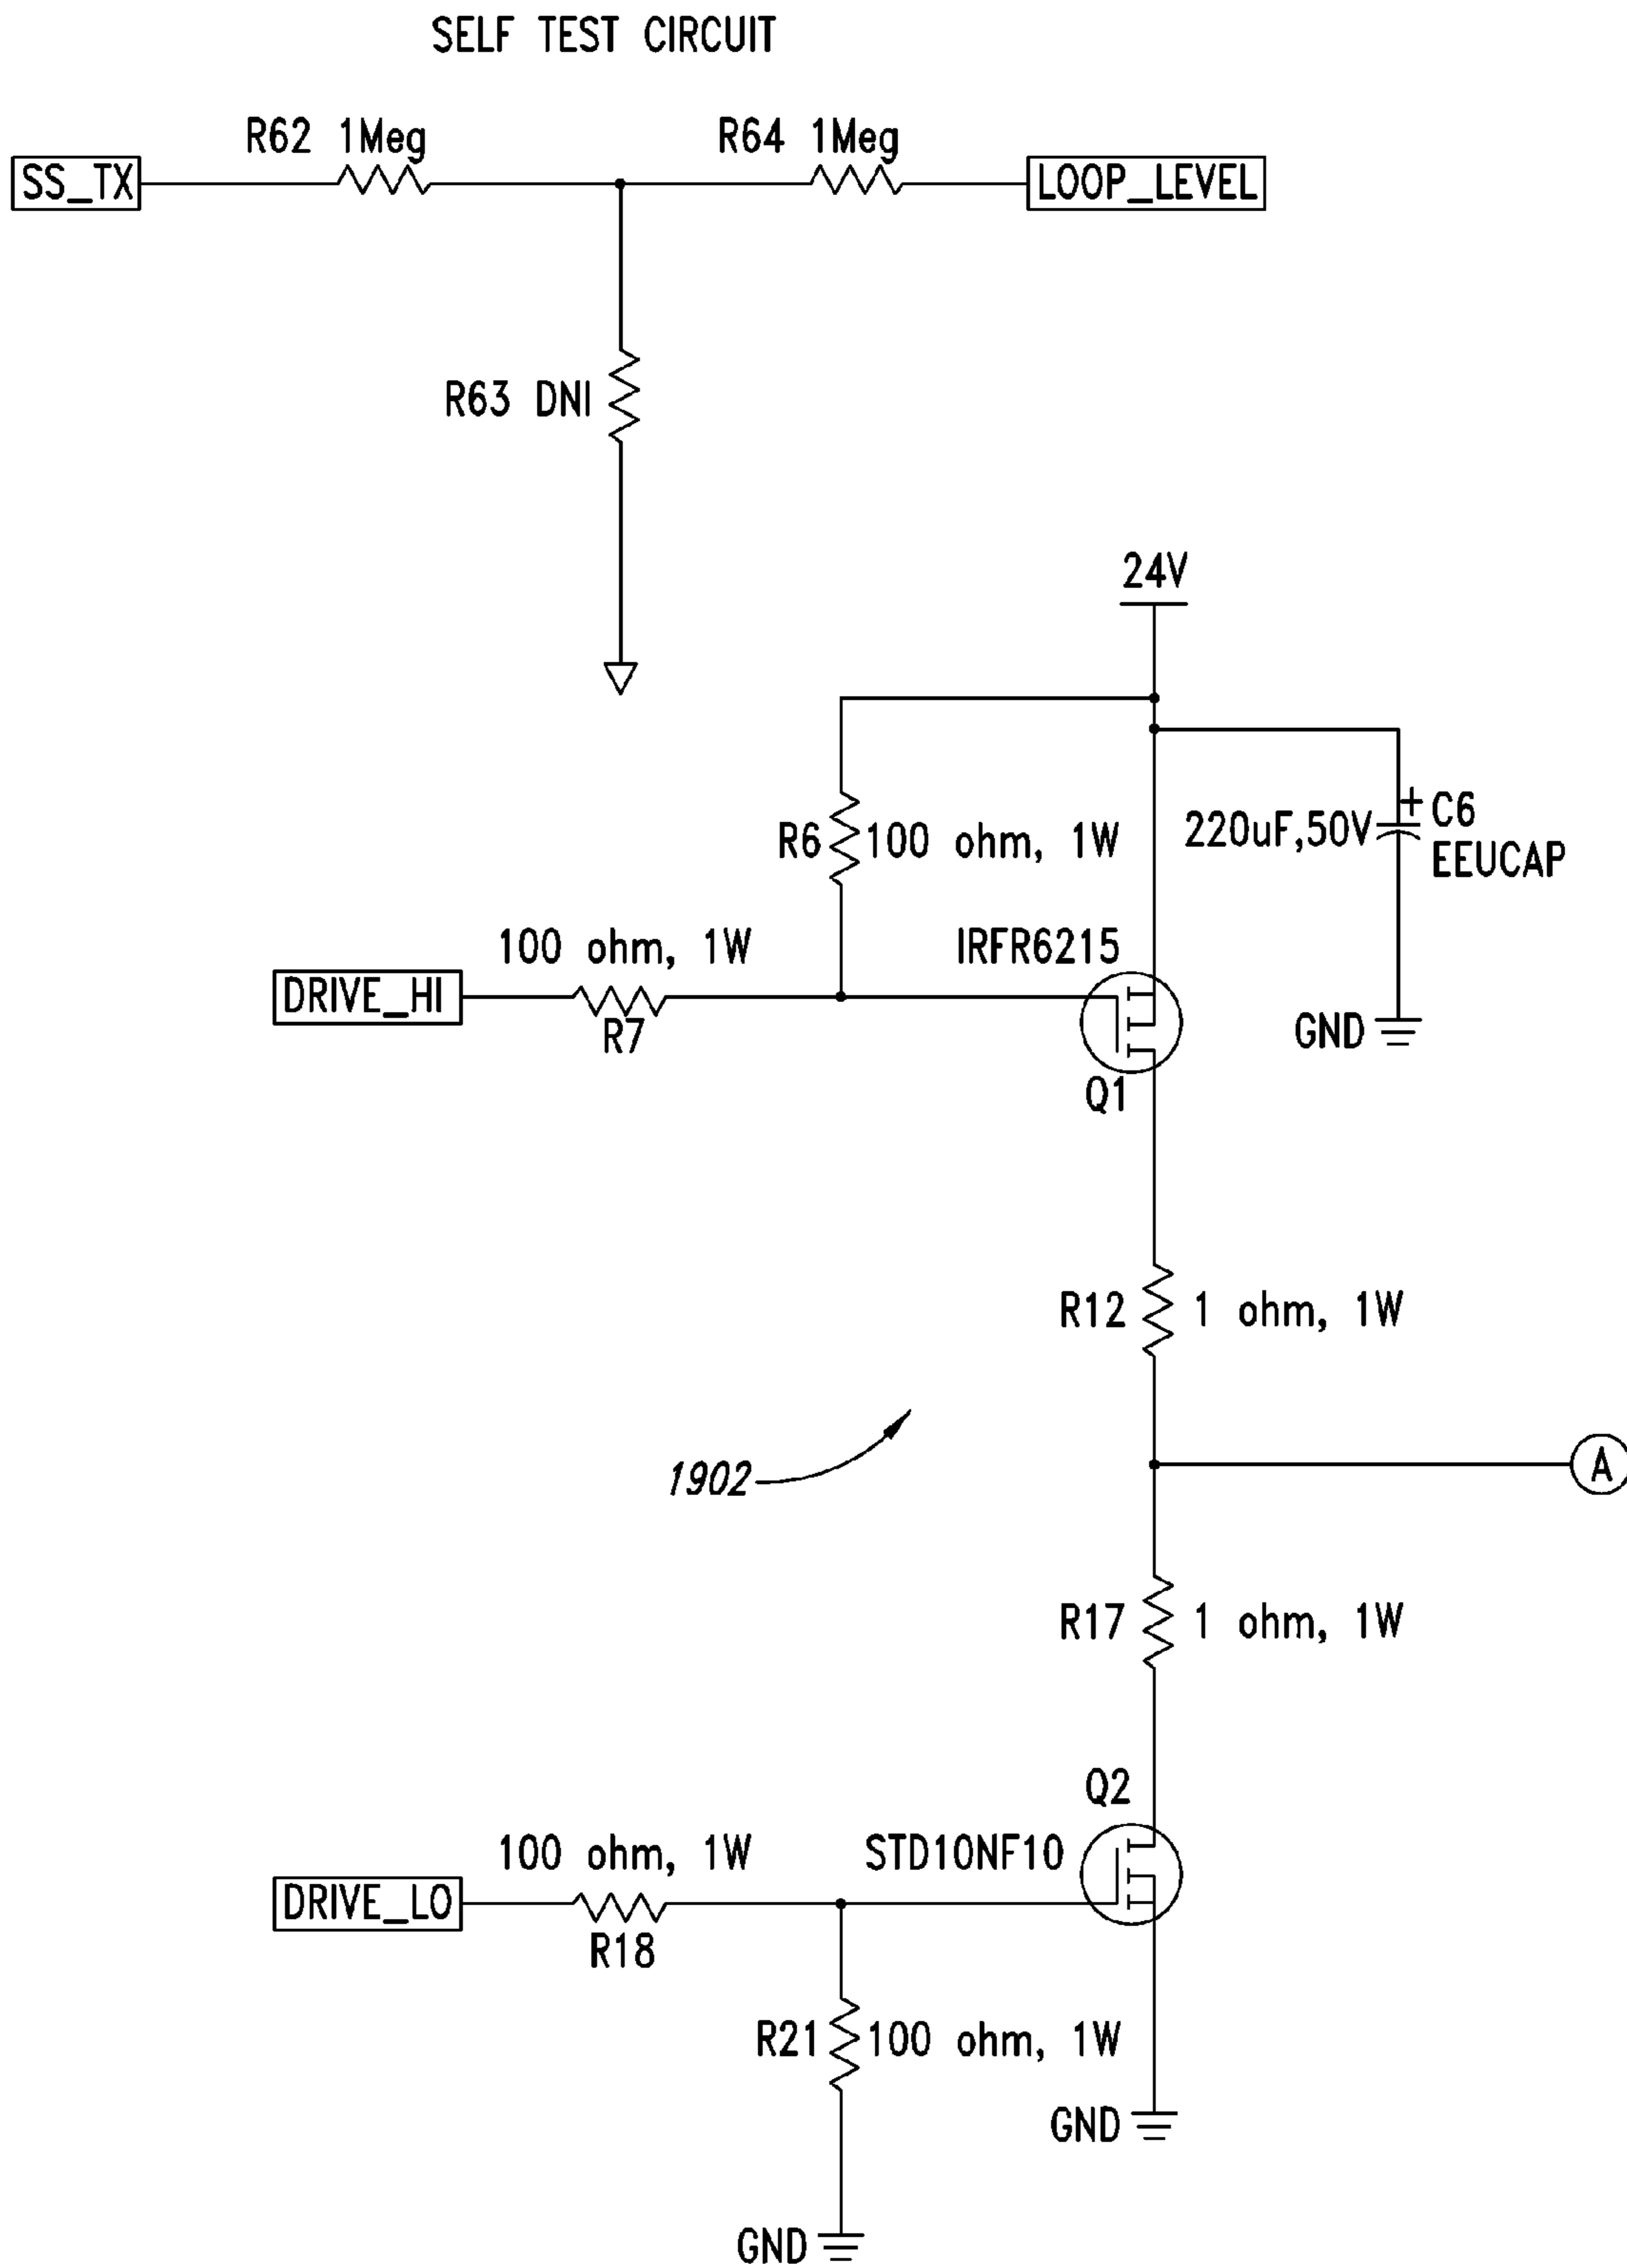 SELF TEST CIRCUIT
R62 1Meg
R64 1Meg
SS_TX
LOOP_LEVEL
R63 DNI
24V
R6
100 ohm, 1W
220uF,50V
+
C6
EEUCAP
100 ohm, 1W
IRFR6215
DRIVE_HI
R7
GND
Q1
R12
1 ohm, 1W
1902
A
R17
1 ohm, 1W
Q2
100 ohm, 1W
STD10NF10
DRIVE_LO
R18
R21
100 ohm, 1W
GND
GND